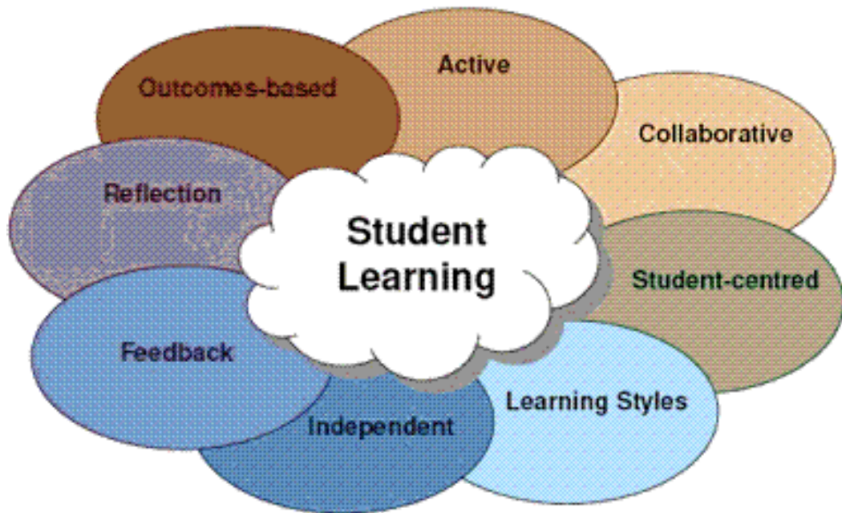 Active
Outcomes-based
Collaborative
Reflection
Student
Learning
Student-centred
Feedback
Learning Styles
Independent